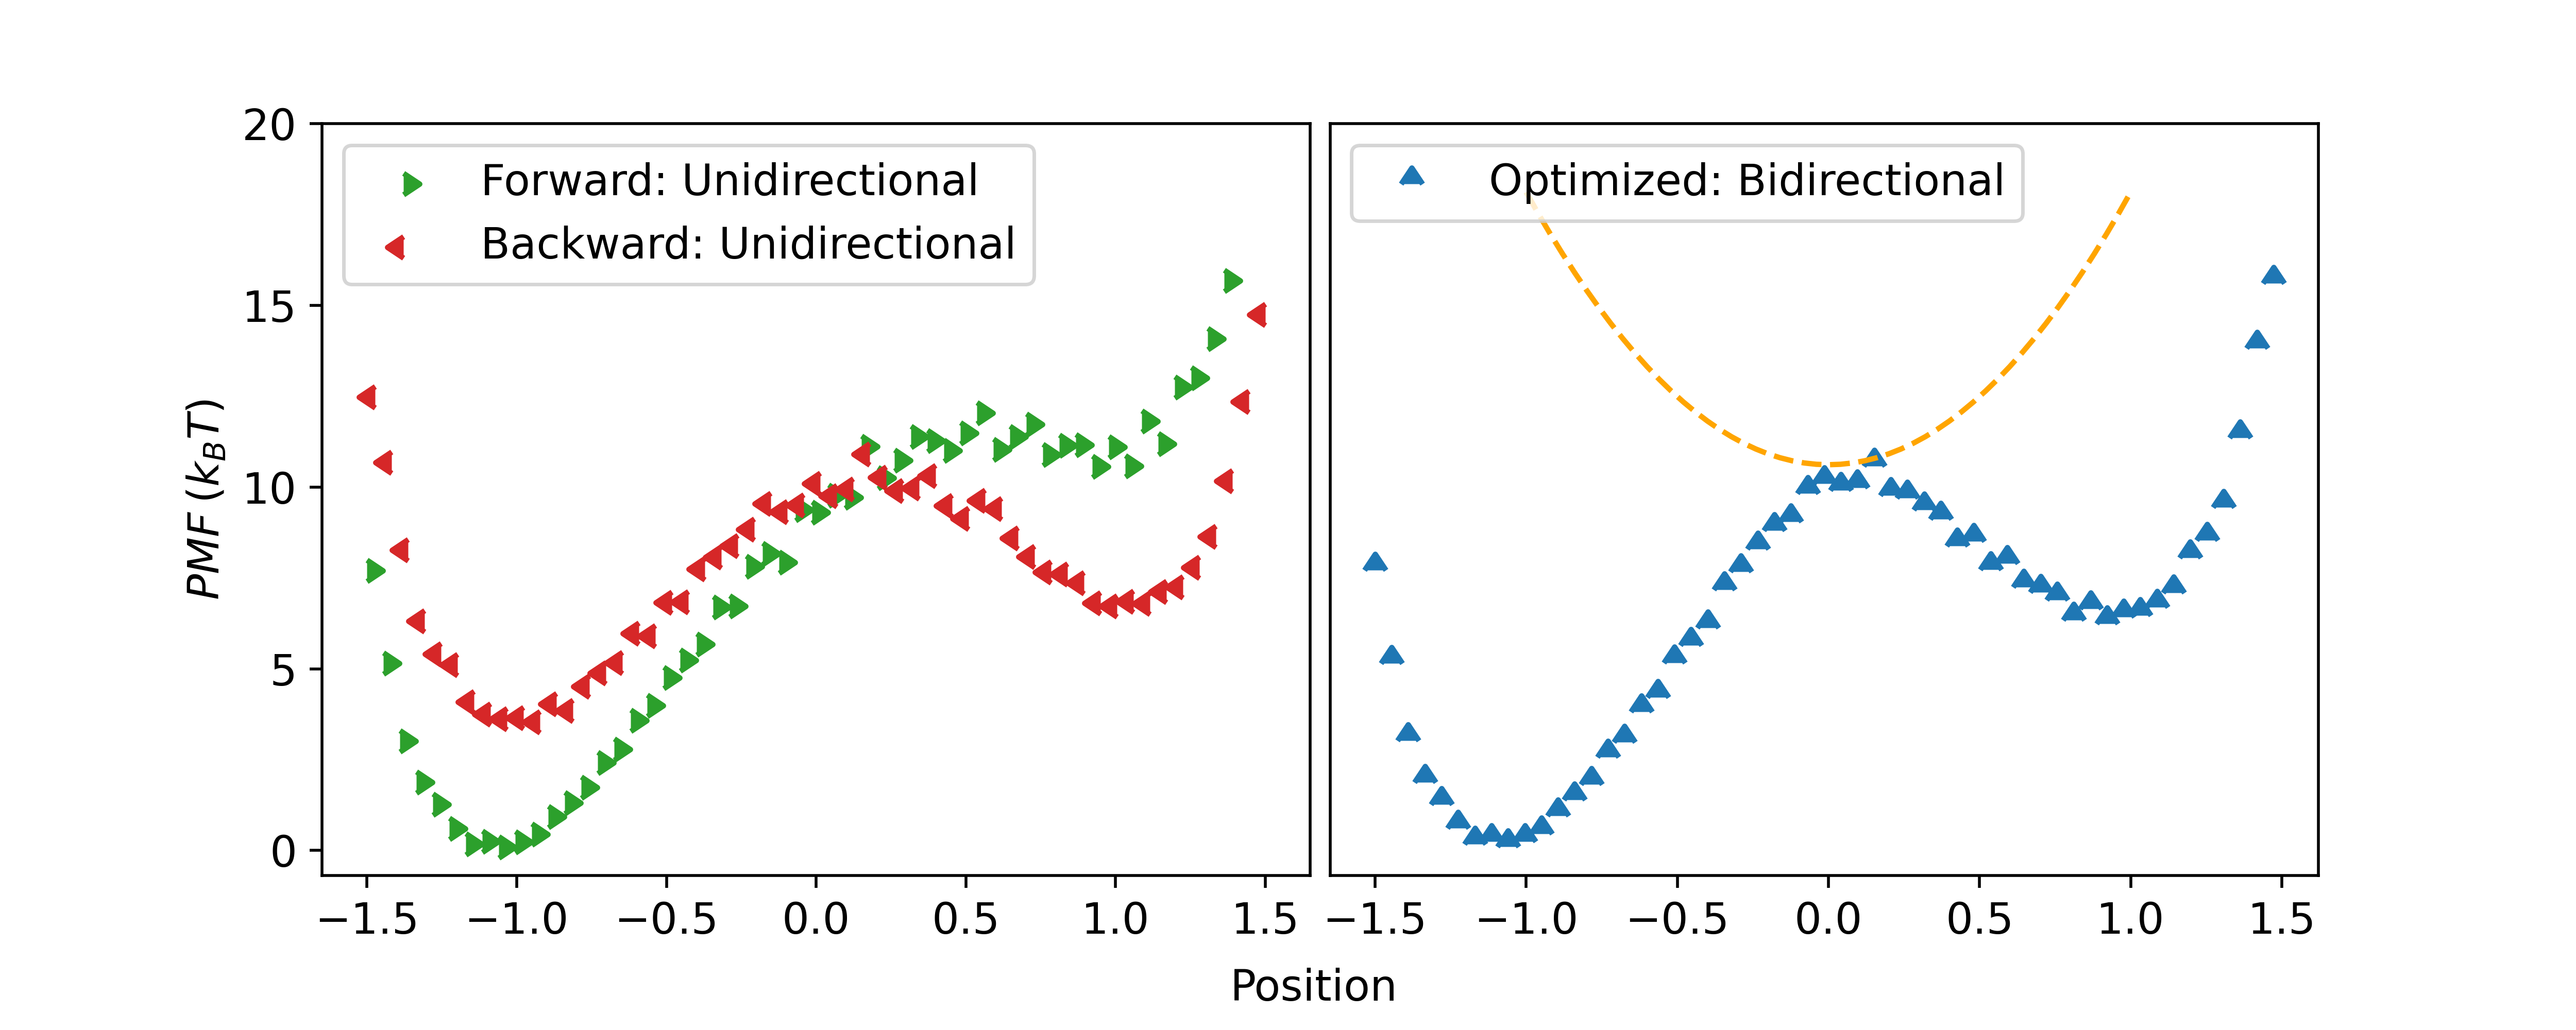 20
15
10
5
0
PMF (k_BT)
Forward: Unidirectional
Backward: Unidirectional
−1.5 −1.0 −0.5 0.0 0.5 1.0 1.5
Optimized: Bidirectional
−1.5 −1.0 −0.5 0.0 0.5 1.0 1.5
Position